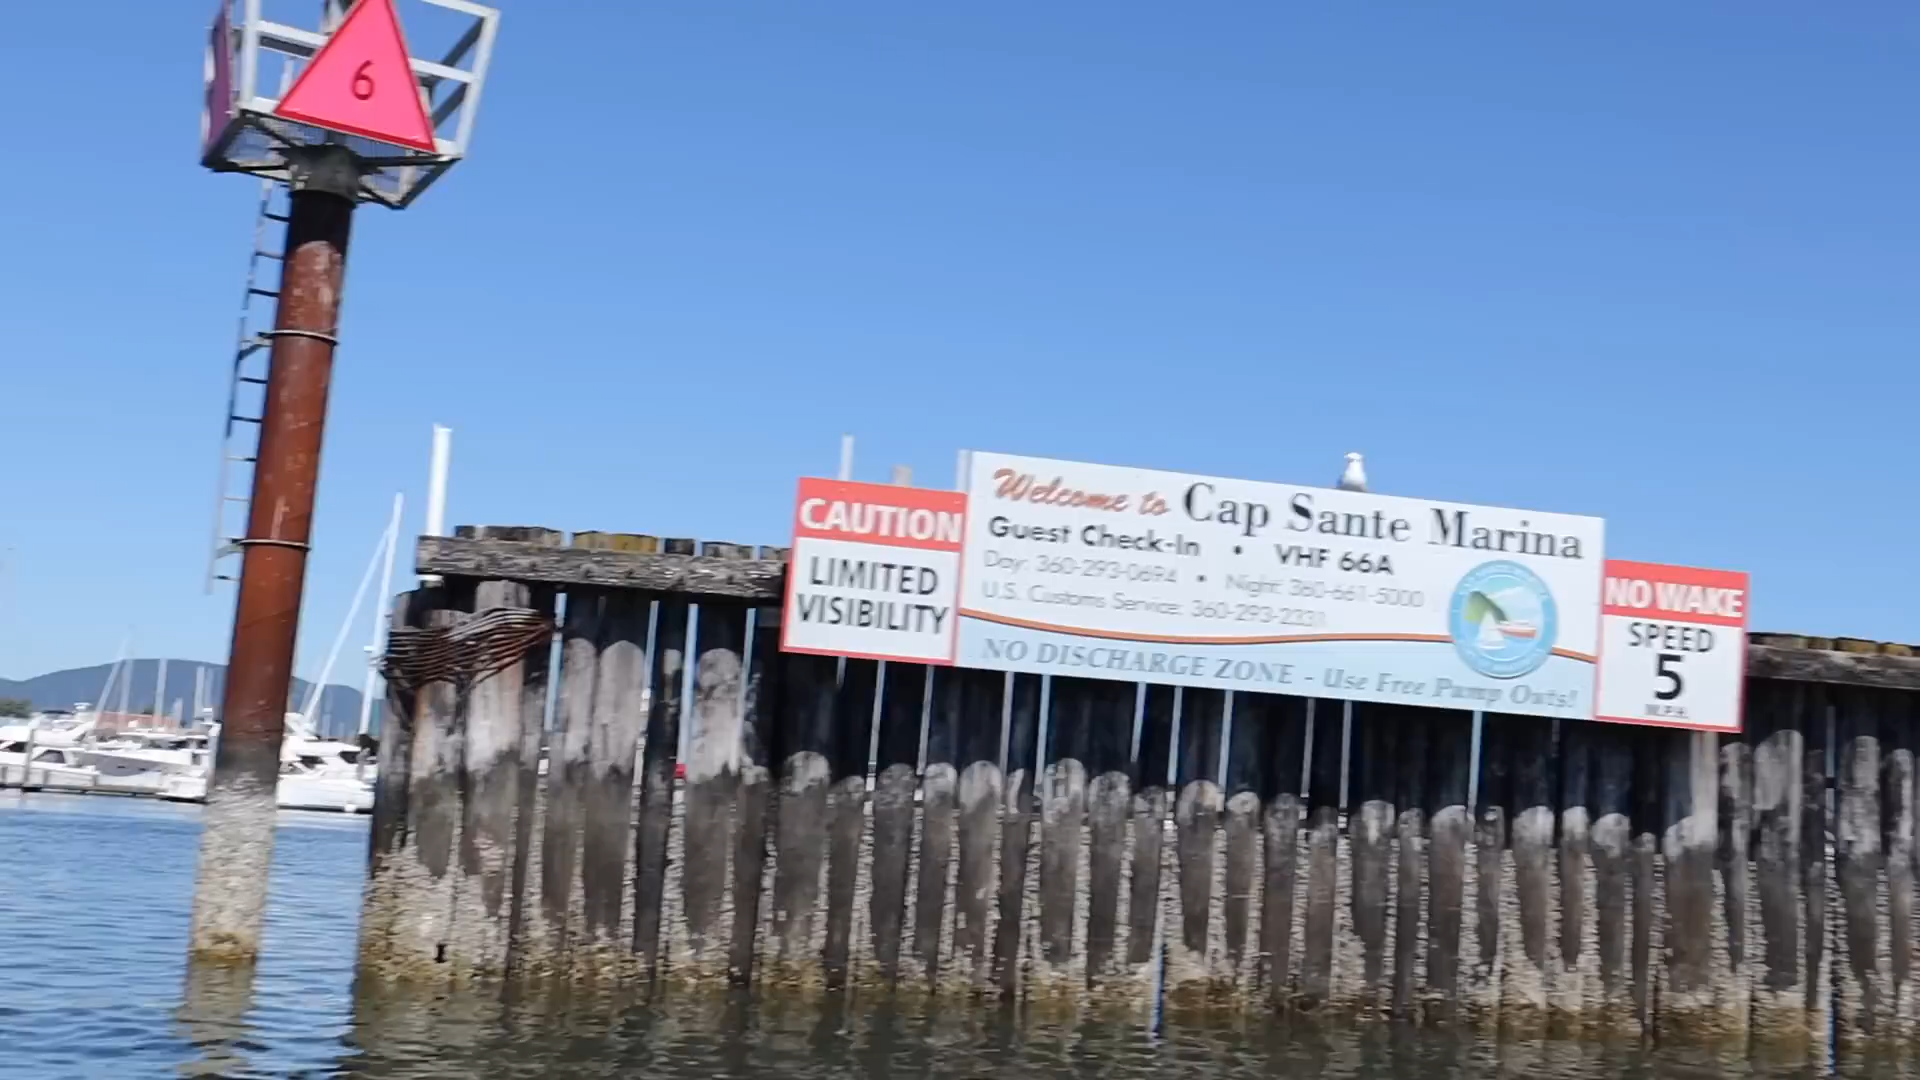 6
CAUTION
LIMITED
VISIBILITY
Welcome to Cap Sante Marina
Guest Check-In • VHF 66A
Day: 360-293-0694 • Night: 360-661-5000
U.S. Customs Service: 360-293-2331
NO DISCHARGE ZONE - Use Free Pump Outs!
NO WAKE
SPEED
5
M.P.H.